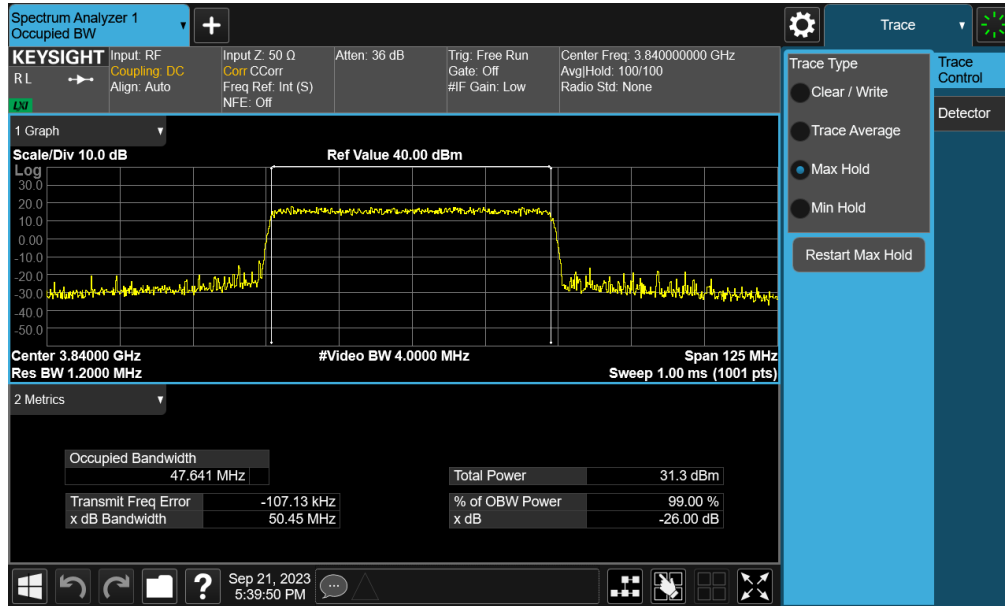 Spectrum Analyzer 1
Occupied BW
+
Trace
KEYSIGHT
R L
LXI
Input: RF
Coupling: DC
Align: Auto
Input Z: 50 Ω
Corr CCorr
Freq Ref: Int (S)
NFE: Off
Atten: 36 dB
Trig: Free Run
Gate: Off
#IF Gain: Low
Center Freq: 3.840000000 GHz
Avg|Hold: 100/100
Radio Std: None
Trace Type
Clear / Write
Trace Average
Max Hold
Min Hold
Restart Max Hold
Trace
Control
Detector
1 Graph
Scale/Div 10.0 dB
Ref Value 40.00 dBm
Log
30.0
20.0
10.0
0.00
-10.0
-20.0
-30.0
-40.0
-50.0
Center 3.84000 GHz
#Video BW 4.0000 MHz
Span 125 MHz
Res BW 1.2000 MHz
Sweep 1.00 ms (1001 pts)
2 Metrics
Occupied Bandwidth
47.641 MHz
Total Power 31.3 dBm
Transmit Freq Error -107.13 kHz
% of OBW Power 99.00 %
x dB Bandwidth 50.45 MHz
x dB -26.00 dB
?
Sep 21, 2023
5:39:50 PM